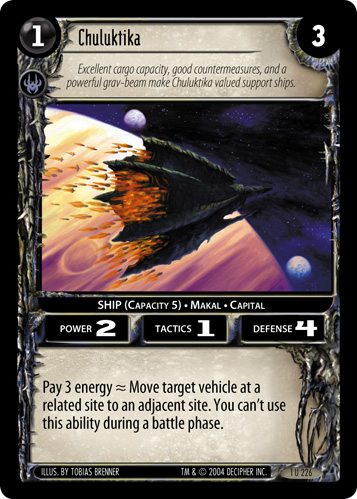 1 Chuluktika 3
Excellent cargo capacity, good countermeasures, and a
powerful grav-beam make Chuluktika valued support ships.
SHIP (CAPACITY 5) • MAKAL • CAPITAL
POWER 2 TACTICS 1 DEFENSE 4
Pay 3 energy ≈ Move target vehicle at a
related site to an adjacent site. You can't use
this ability during a battle phase.
ILLUS. BY TOBIAS BRENNER TM & © 2004 DECIPHER INC. 1 U 226